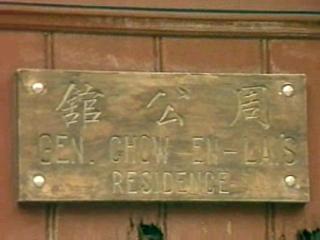 周公館
GEN. CHOW EN-LAI'S
RESIDENCE